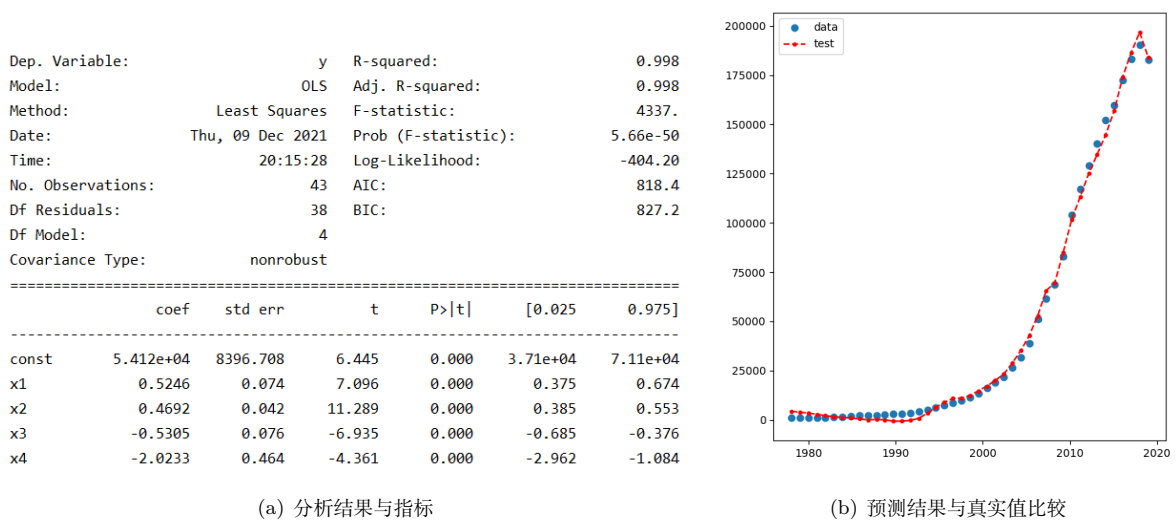 Dep. Variable: y R-squared: 0.998
Model: OLS Adj. R-squared: 0.998
Method: Least Squares F-statistic: 4337.
Date: Thu, 09 Dec 2021 Prob (F-statistic): 5.66e-50
Time: 20:15:28 Log-Likelihood: -404.20
No. Observations: 43 AIC: 818.4
Df Residuals: 38 BIC: 827.2
Df Model: 4
Covariance Type: nonrobust
coef std err t P>|t| [0.025 0.975]
const 5.412e+04 8396.708 6.445 0.000 3.71e+04 7.11e+04
x1 0.5246 0.074 7.096 0.000 0.375 0.674
x2 0.4692 0.042 11.289 0.000 0.385 0.553
x3 -0.5305 0.076 -6.935 0.000 -0.685 -0.376
x4 -2.0233 0.464 -4.361 0.000 -2.962 -1.084
(a) 分析结果与指标
data
test
200000
175000
150000
125000
100000
75000
50000
25000
0
1980 1990 2000 2010 2020
(b) 预测结果与真实值比较